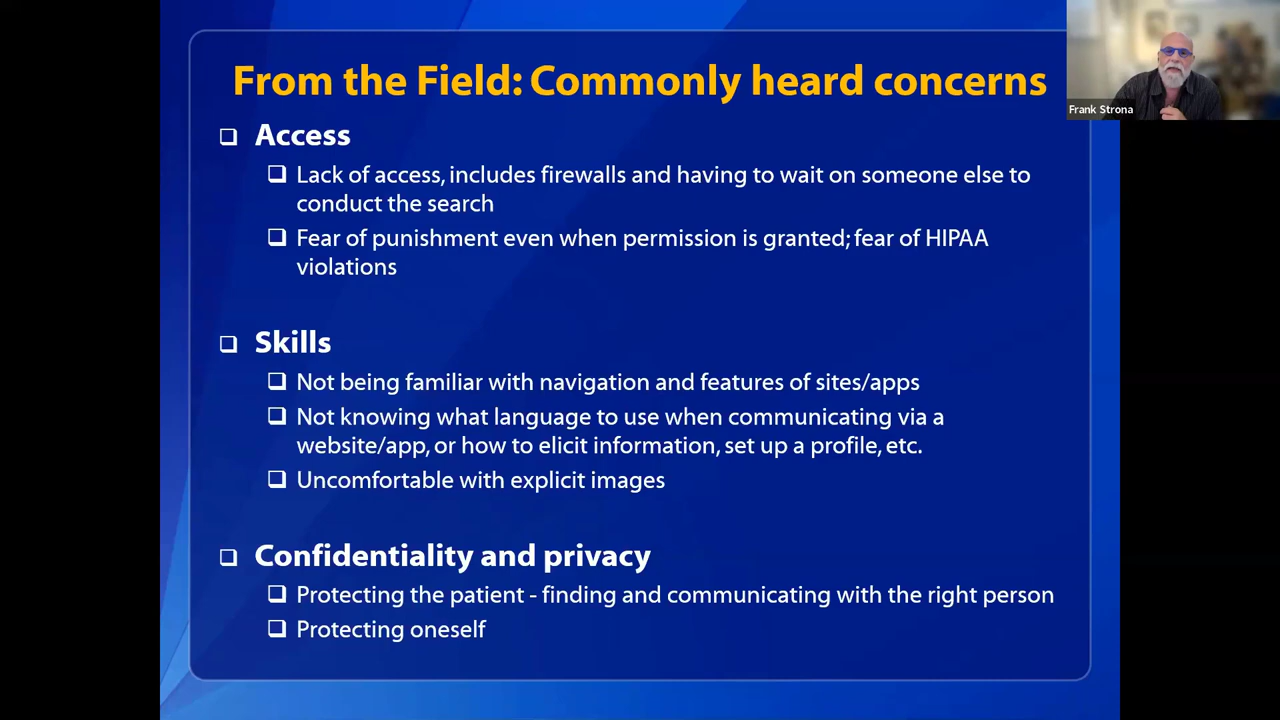 From the Field: Commonly heard concerns
Frank Strona
❑ Access
❑ Lack of access, includes firewalls and having to wait on someone else to
conduct the search
❑ Fear of punishment even when permission is granted; fear of HIPAA
violations
❑ Skills
❑ Not being familiar with navigation and features of sites/apps
❑ Not knowing what language to use when communicating via a
website/app, or how to elicit information, set up a profile, etc.
❑ Uncomfortable with explicit images
❑ Confidentiality and privacy
❑ Protecting the patient - finding and communicating with the right person
❑ Protecting oneself